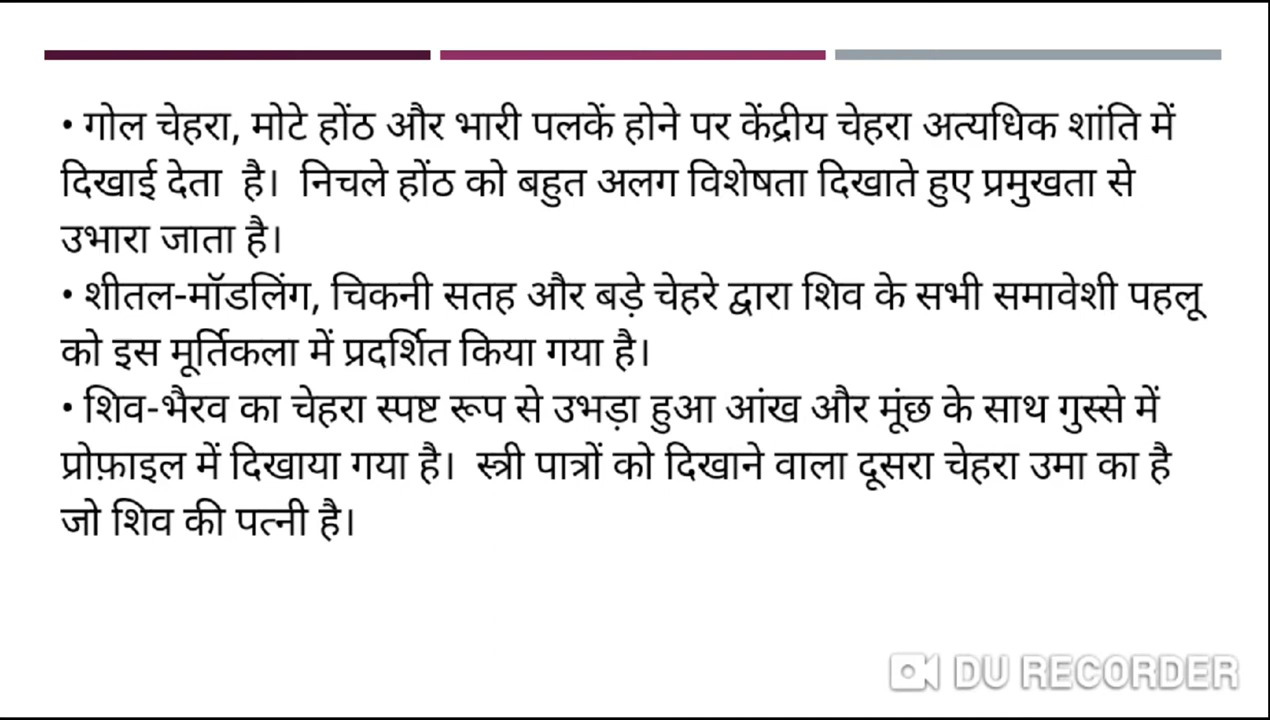 • गोल चेहरा, मोटे होंठ और भारी पलकें होने पर केंद्रीय चेहरा अत्यधिक शांति में
दिखाई देता है। निचले होंठ को बहुत अलग विशेषता दिखाते हुए प्रमुखता से
उभारा जाता है।
• शीतल-मॉडलिंग, चिकनी सतह और बड़े चेहरे द्वारा शिव के सभी समावेशी पहलू
को इस मूर्तिकला में प्रदर्शित किया गया है।
• शिव-भैरव का चेहरा स्पष्ट रूप से उभड़ा हुआ आंख और मूंछ के साथ गुस्से में
प्रोफ़ाइल में दिखाया गया है। स्त्री पात्रों को दिखाने वाला दूसरा चेहरा उमा का है
जो शिव की पत्नी है।
DU RECORDER